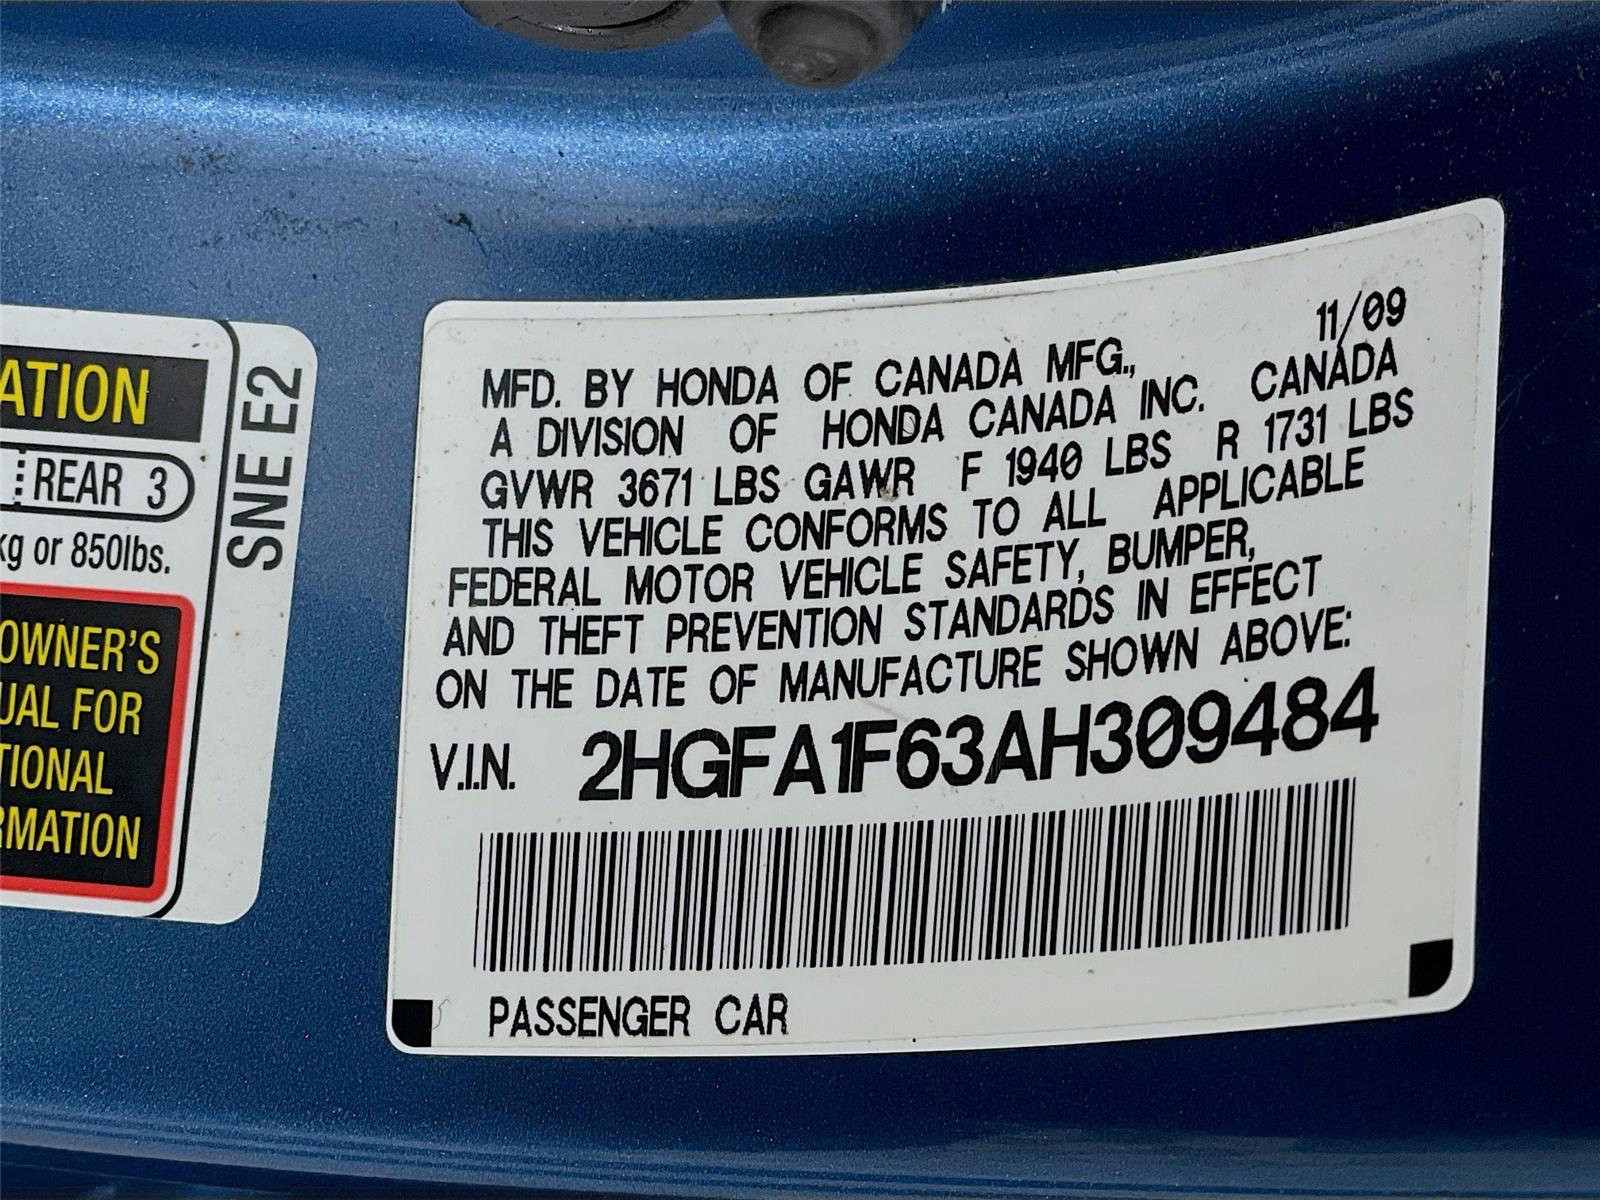 ATION
REAR 3
kg or 850lbs.
OWNER'S
UAL FOR
TIONAL
RMATION
SNE E2
11/09
MFD. BY HONDA OF CANADA MFG.,
A DIVISION OF HONDA CANADA INC. CANADA
GVWR 3671 LBS GAWR F 1940 LBS R 1731 LBS
THIS VEHICLE CONFORMS TO ALL APPLICABLE
FEDERAL MOTOR VEHICLE SAFETY, BUMPER,
AND THEFT PREVENTION STANDARDS IN EFFECT
ON THE DATE OF MANUFACTURE SHOWN ABOVE:
V.I.N. 2HGFA1F63AH309484
PASSENGER CAR